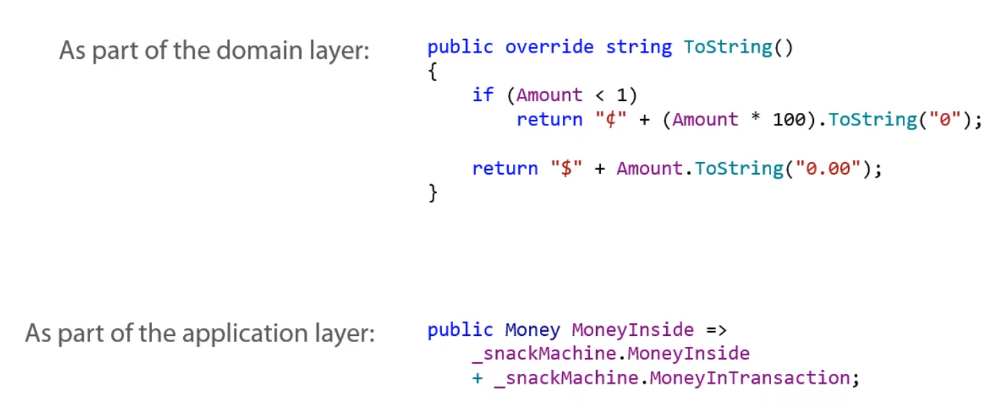 As part of the domain layer:
public override string ToString()
{
    if (Amount < 1)
        return "¢" + (Amount * 100).ToString("0");

    return "$" + Amount.ToString("0.00");
}
As part of the application layer:
public Money MoneyInside =>
    _snackMachine.MoneyInside
    + _snackMachine.MoneyInTransaction;